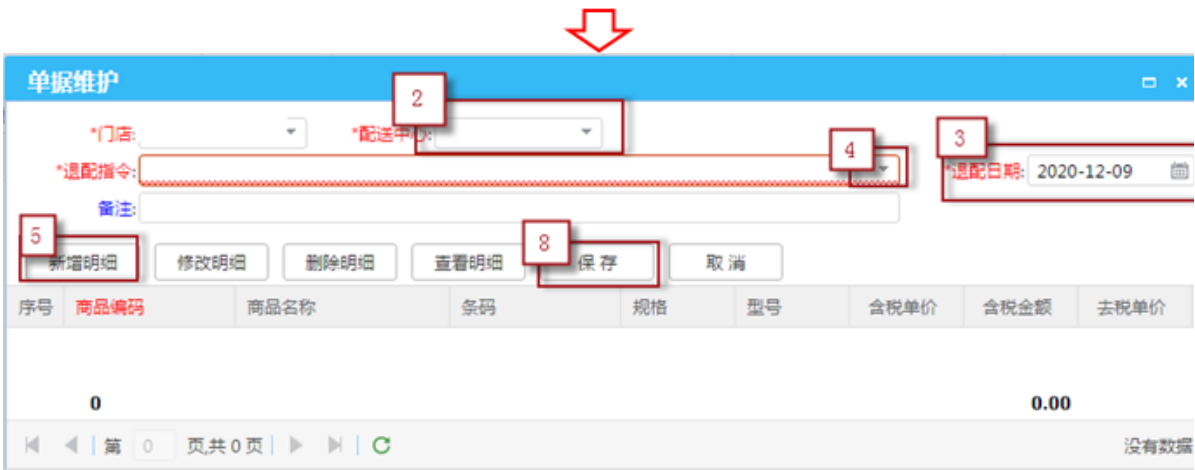 单据维护
2
*门店:
*配送中心:
3
4
*退配指令:
*退配日期: 2020-12-09
备注:
5
8
新增明细 修改明细 删除明细 查看明细 保存 取消
序号 商品编码 商品名称 条码 规格 型号 含税单价 含税金额 去税单价
0 0.00
第 0 页,共0页 没有数据